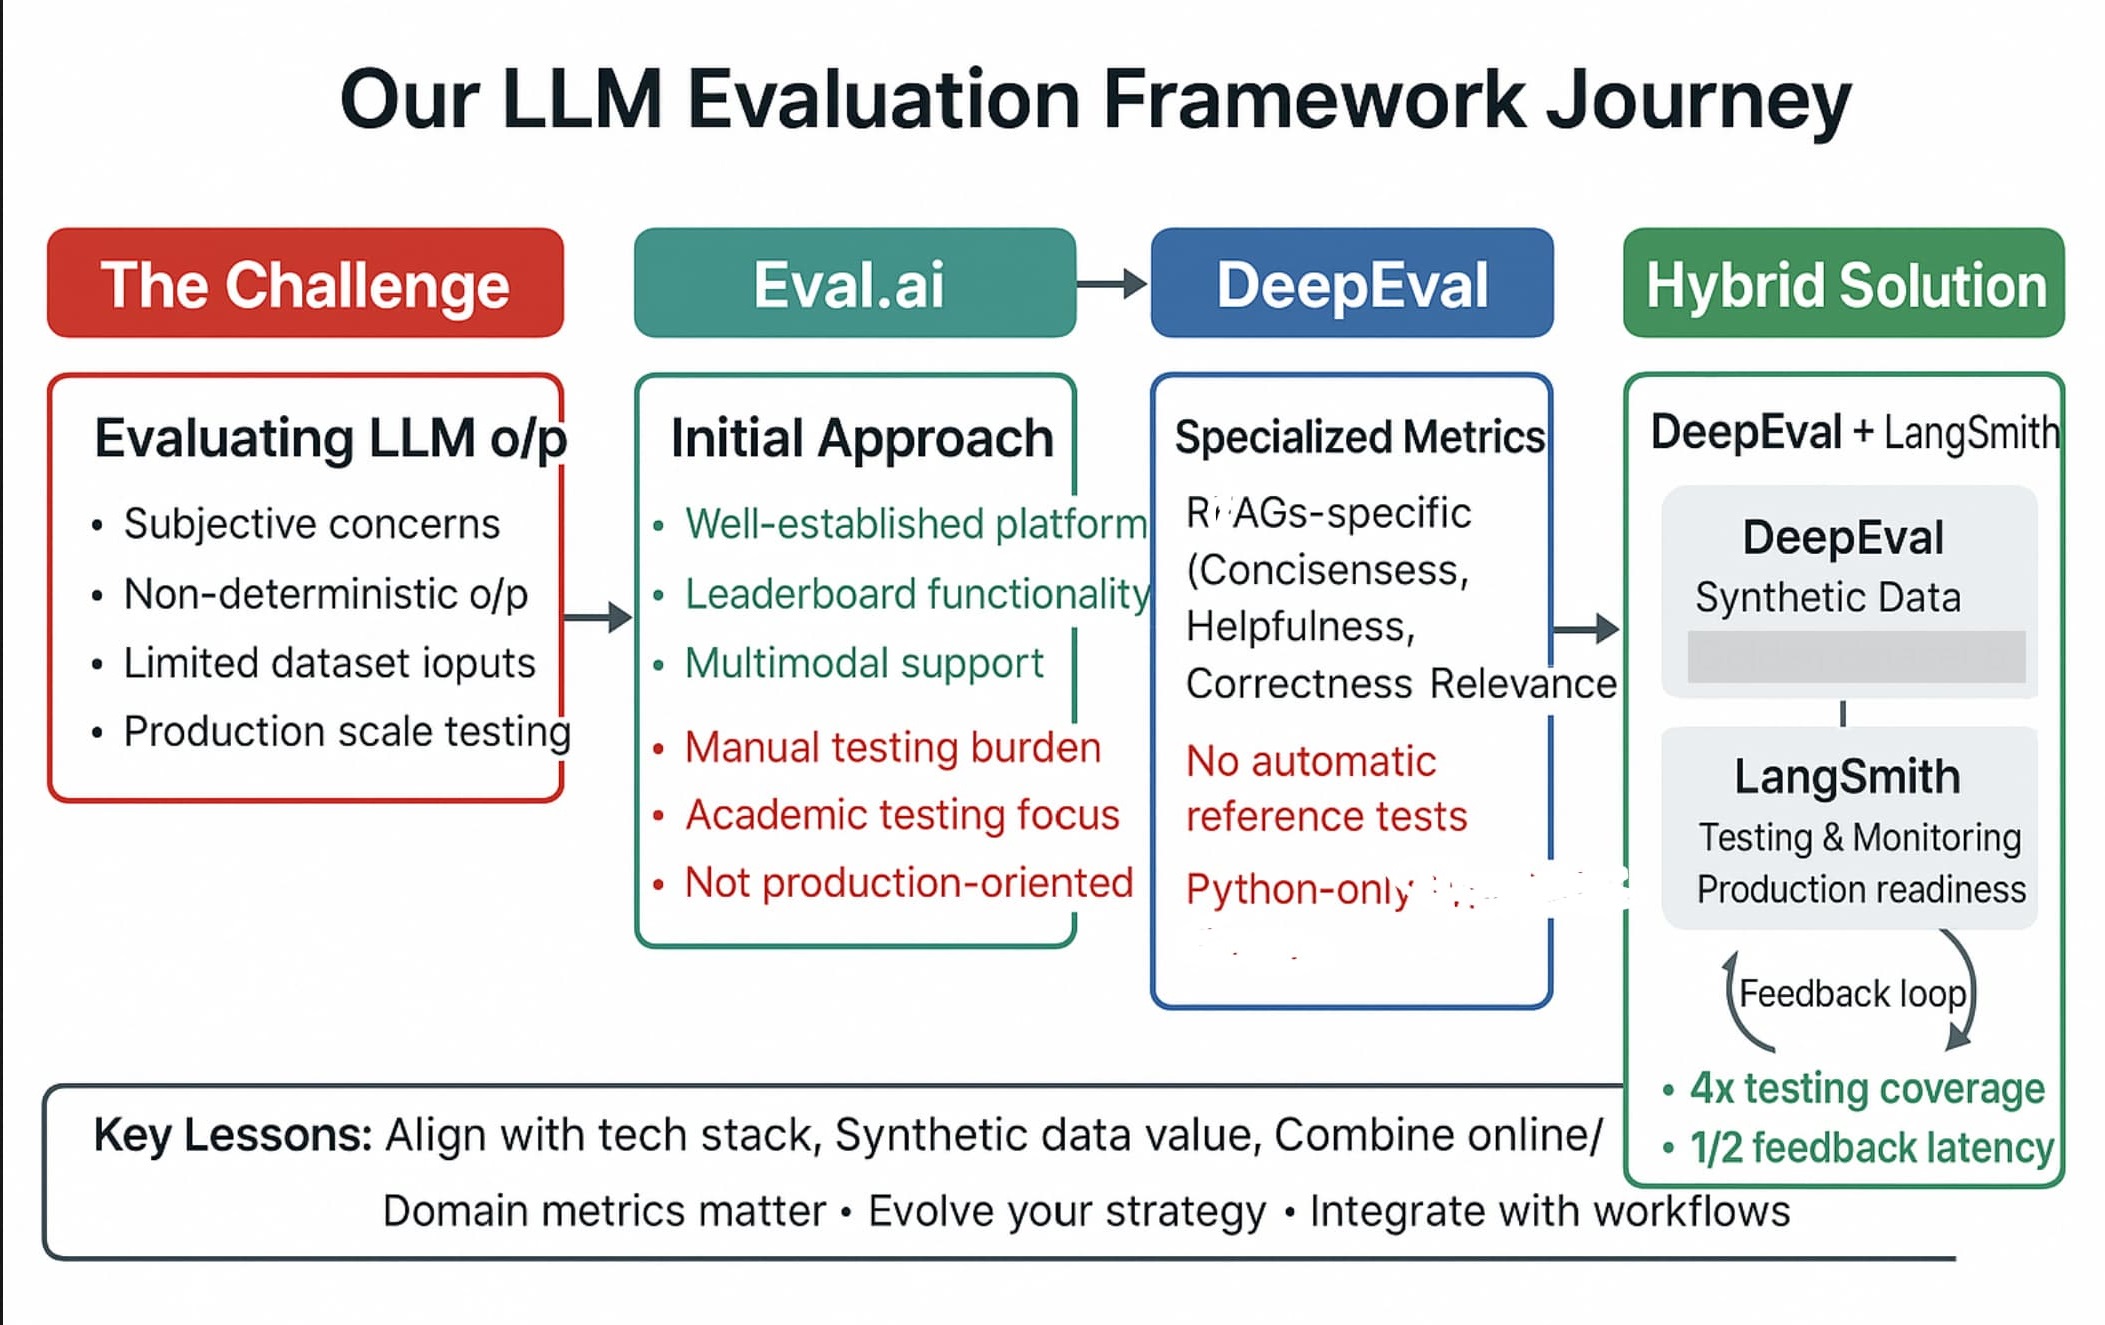 Our LLM Evaluation Framework Journey
The Challenge
Evaluating LLM o/p
• Subjective concerns
• Non-deterministic o/p
• Limited dataset ioputs
• Production scale testing
Eval.ai
Initial Approach
• Well-established platform
• Leaderboard functionality
• Multimodal support
• Manual testing burden
• Academic testing focus
• Not production-oriented
DeepEval
Specialized Metrics
RAGs-specific
(Concisensess,
Helpfulness,
Correctness Relevance
No automatic
reference tests
Python-only
Hybrid Solution
DeepEval + LangSmith
DeepEval
Synthetic Data
LangSmith
Testing & Monitoring
Production readiness
Feedback loop
• 4x testing coverage
• 1/2 feedback latency
Key Lessons: Align with tech stack, Synthetic data value, Combine online/
Domain metrics matter • Evolve your strategy • Integrate with workflows